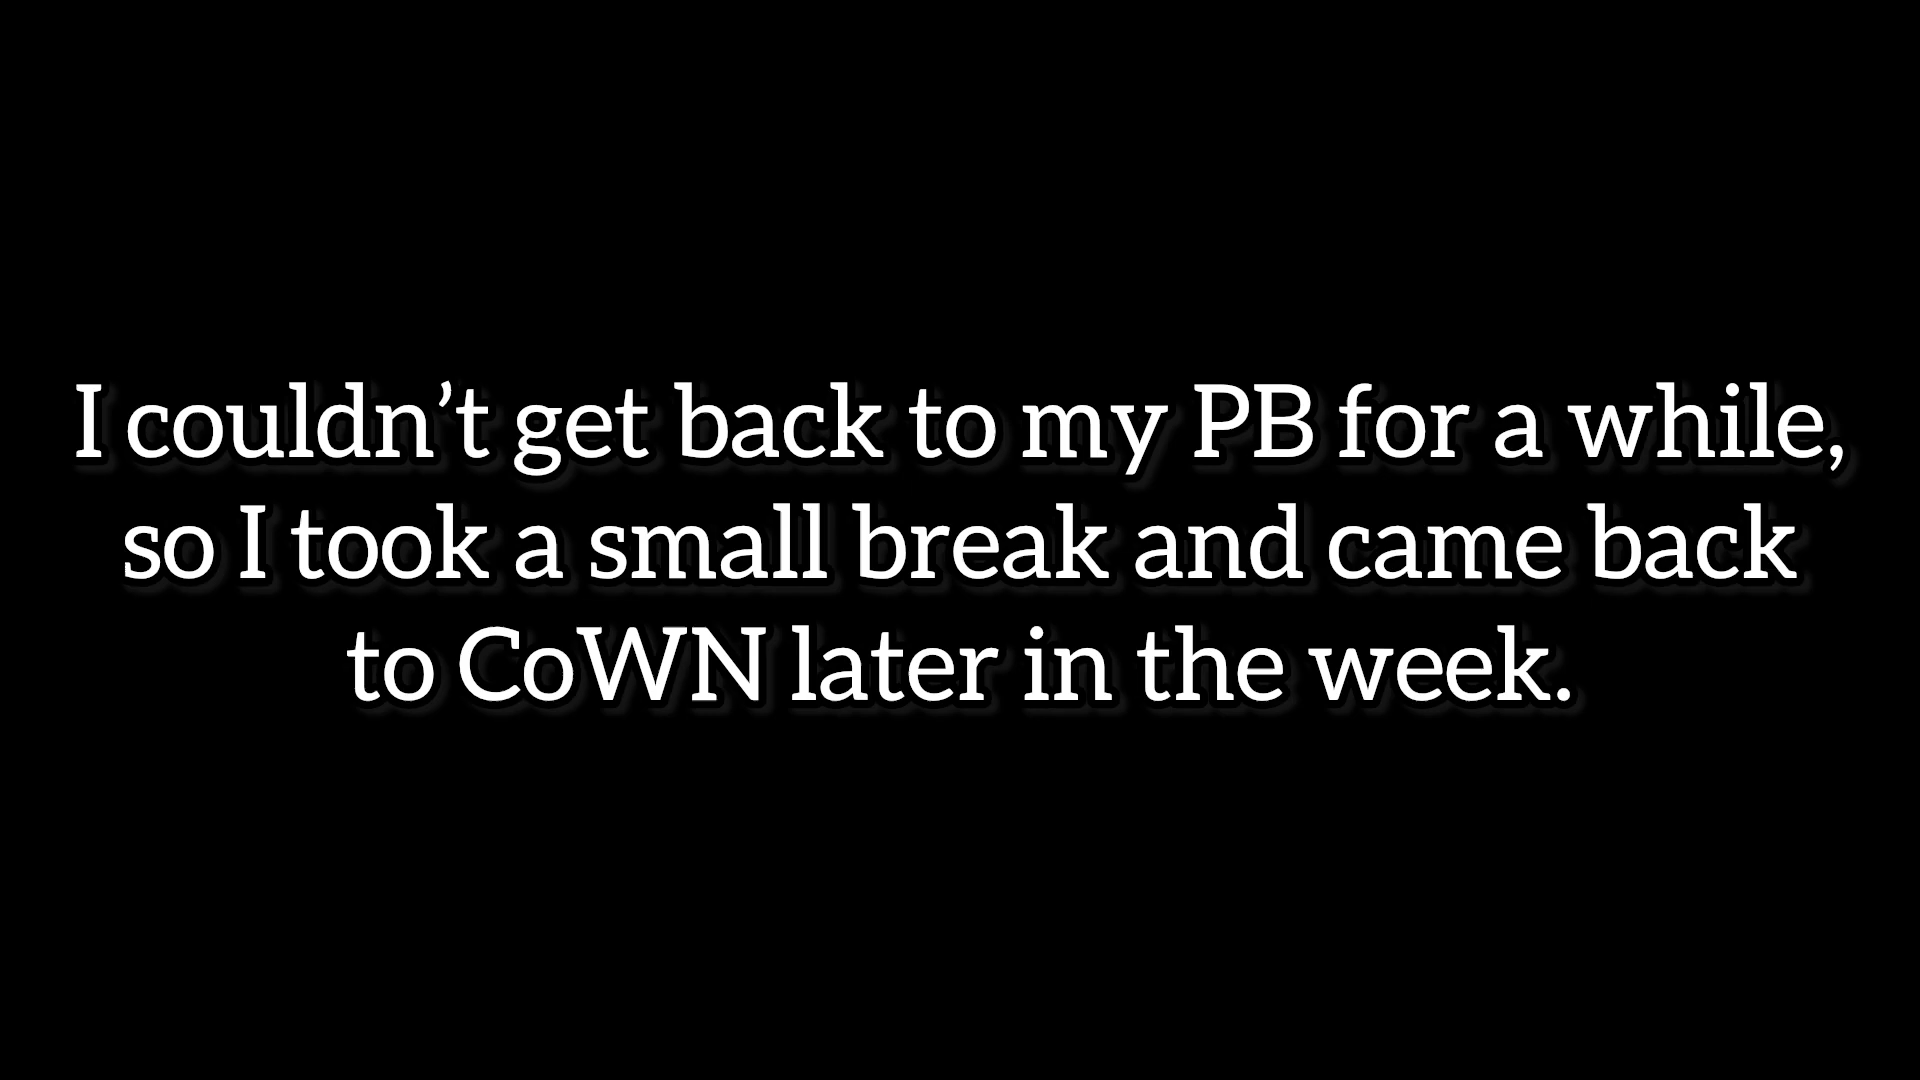 I couldn’t get back to my PB for a while,
so I took a small break and came back
to CoWN later in the week.